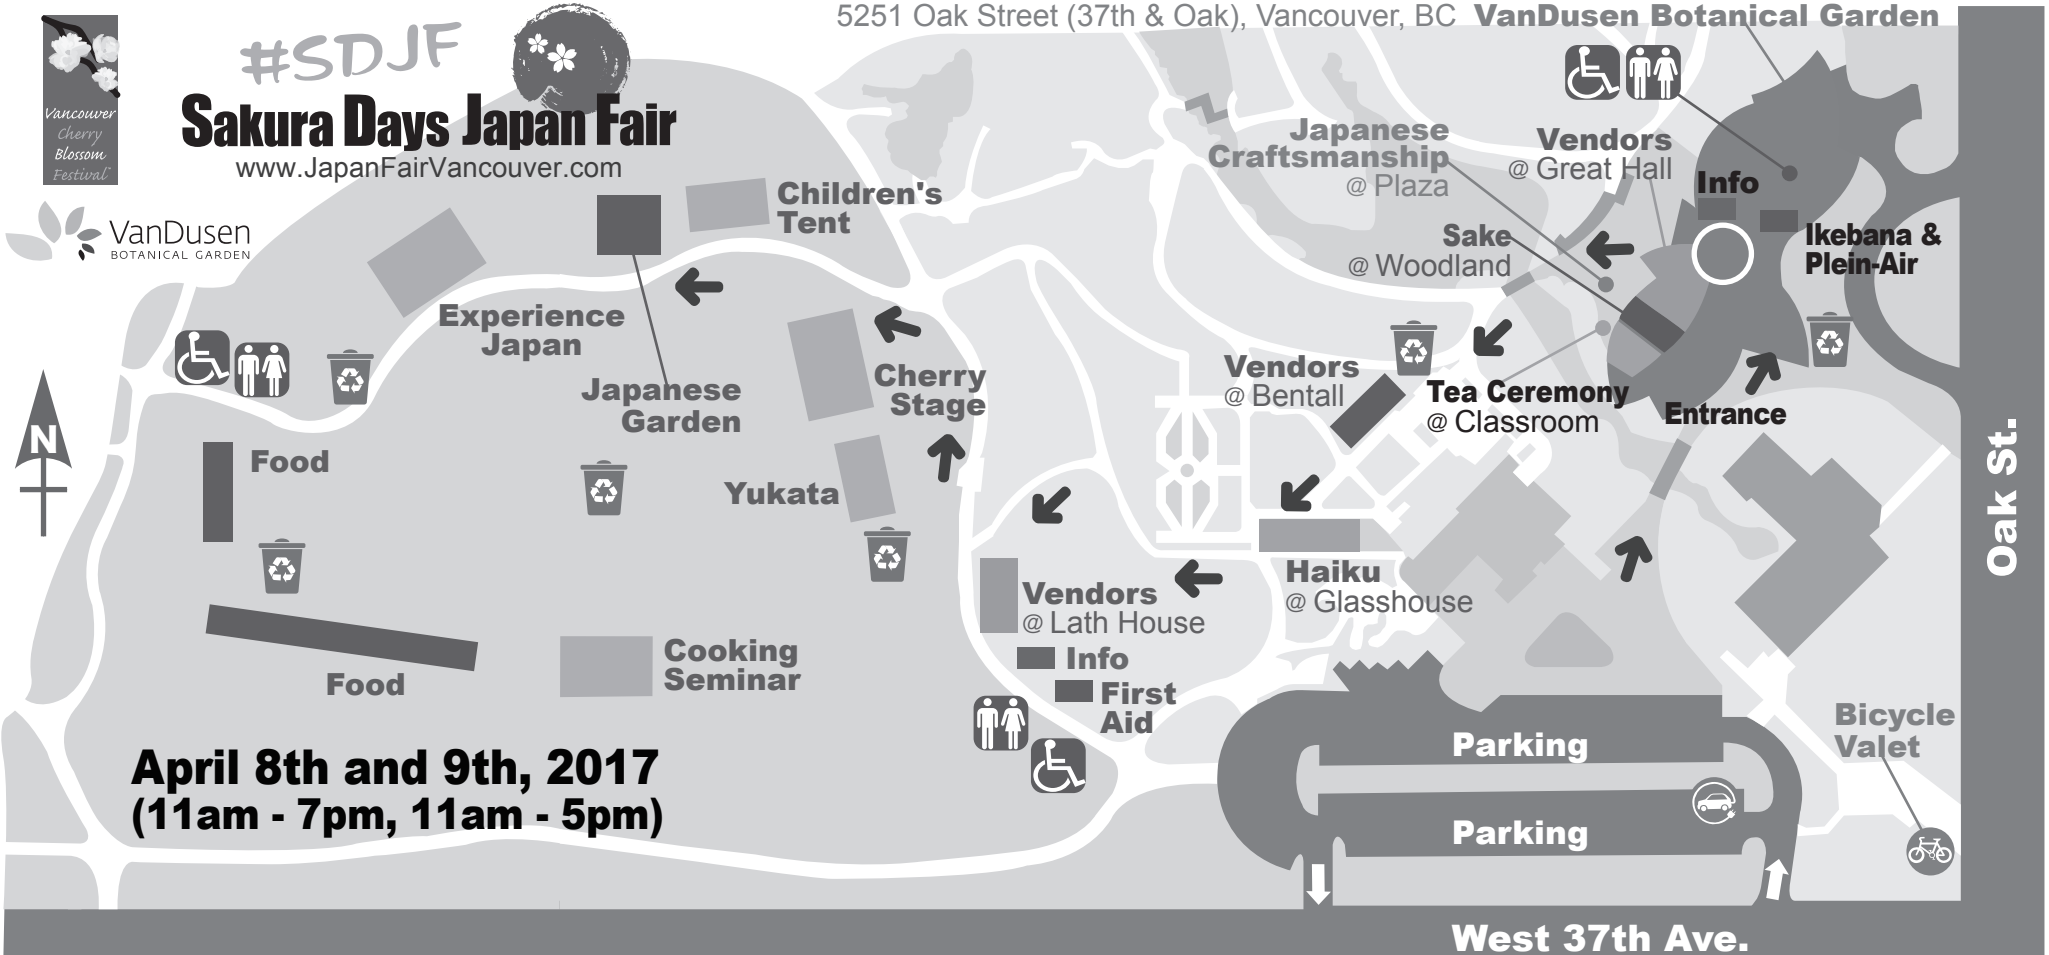 5251 Oak Street (37th & Oak), Vancouver, BC VanDusen Botanical Garden
Vancouver
Cherry
Blossom
Festival
#SDJF
Sakura Days Japan Fair
www.JapanFairVancouver.com
VanDusen
BOTANICAL GARDEN
Children's
Tent
Experience
Japan
Japanese
Garden
Cherry
Stage
Yukata
Food
Food
Cooking
Seminar
N
Japanese
Craftsmanship
@ Plaza
Vendors
@ Great Hall
Info
Sake
@ Woodland
Ikebana &
Plein-Air
Vendors
@ Bentall
Tea Ceremony
@ Classroom
Entrance
Haiku
@ Glasshouse
Vendors
@ Lath House
Info
First
Aid
Oak St.
Bicycle
Valet
Parking
Parking
April 8th and 9th, 2017
(11am - 7pm, 11am - 5pm)
West 37th Ave.